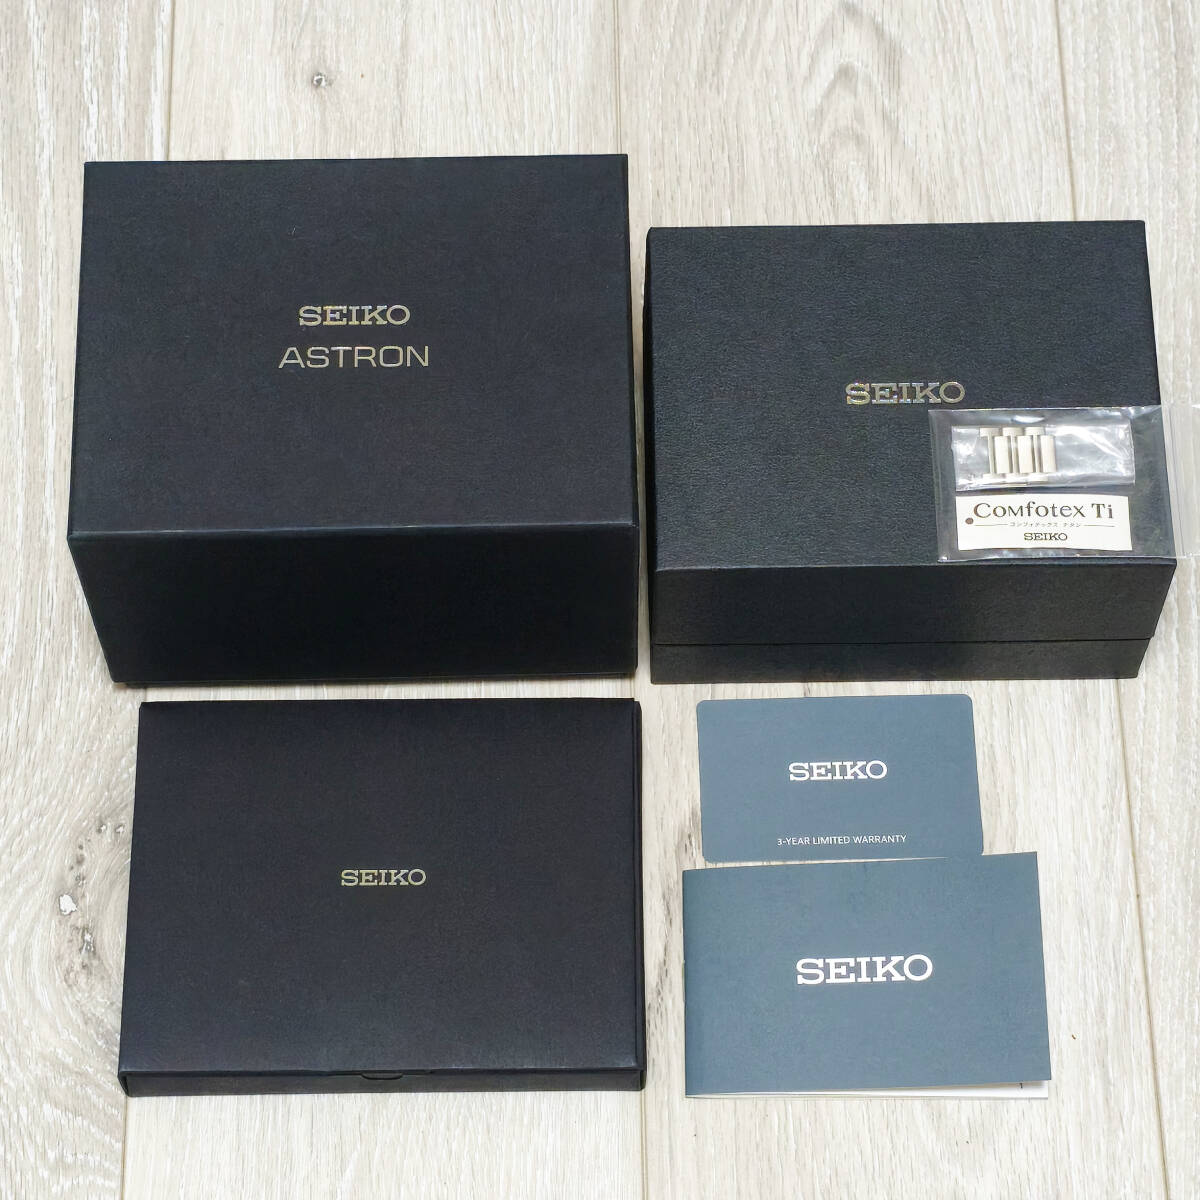 SEIKO
ASTRON
SEIKO
Comfotex Ti
コンフォテックス チタン
SEIKO
SEIKO
SEIKO
3-YEAR LIMITED WARRANTY
SEIKO